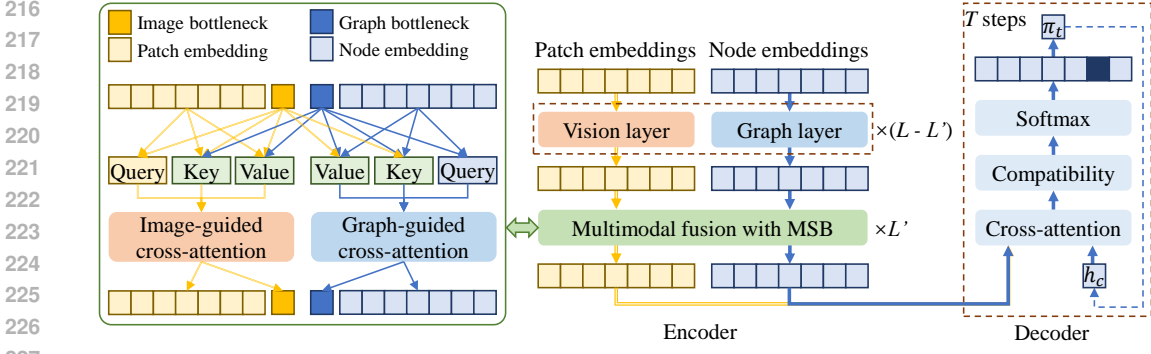 216
217
218
219
220
221
222
223
224
225
226
Image bottleneck
Patch embedding
Graph bottleneck
Node embedding
Query
Key
Value
Value
Key
Query
Image-guided
cross-attention
Graph-guided
cross-attention
Patch embeddings
Node embeddings
Vision layer
Graph layer
×(L - L')
Multimodal fusion with MSB
×L'
Encoder
T steps
π_t
Softmax
Compatibility
Cross-attention
h_c
Decoder